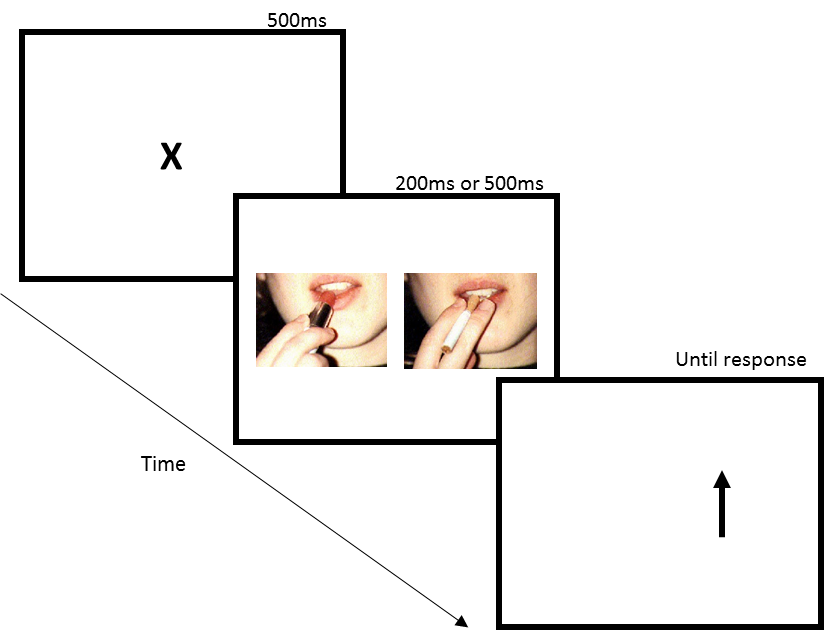 500ms
X
200ms or 500ms
Until response
Time